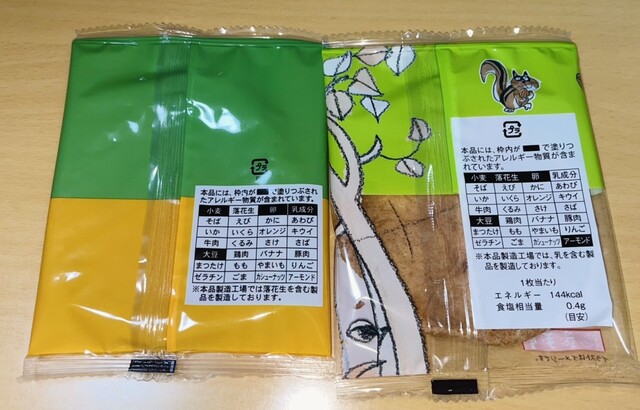 プラ
本品には、枠内が■で塗りつぶさ
れたアレルギー物質が含まれています。
小麦 落花生 卵 乳成分
そば えび かに あわび
いか いくら オレンジ キウイ
牛肉 くるみ さけ さば
大豆 鶏肉 バナナ 豚肉
まつたけ もも やまいも りんご
ゼラチン ごま カシューナッツ アーモンド
※本品製造工場では落花生を含む製
品を製造しております。
プラ
本品には、枠内が■で塗りつ
ぶされたアレルギー物質が含ま
れています。
小麦 落花生 卵 乳成分
そば えび かに あわび
いか いくら オレンジ キウイ
牛肉 くるみ さけ さば
大豆 鶏肉 バナナ 豚肉
まつたけ もも やまいも りんご
ゼラチン ごま カシューナッツ アーモンド
※本品製造工場では、乳を含む製
品を製造しております。
1枚当たり
エネルギー 144kcal
食塩相当量 0.4g
(目安)